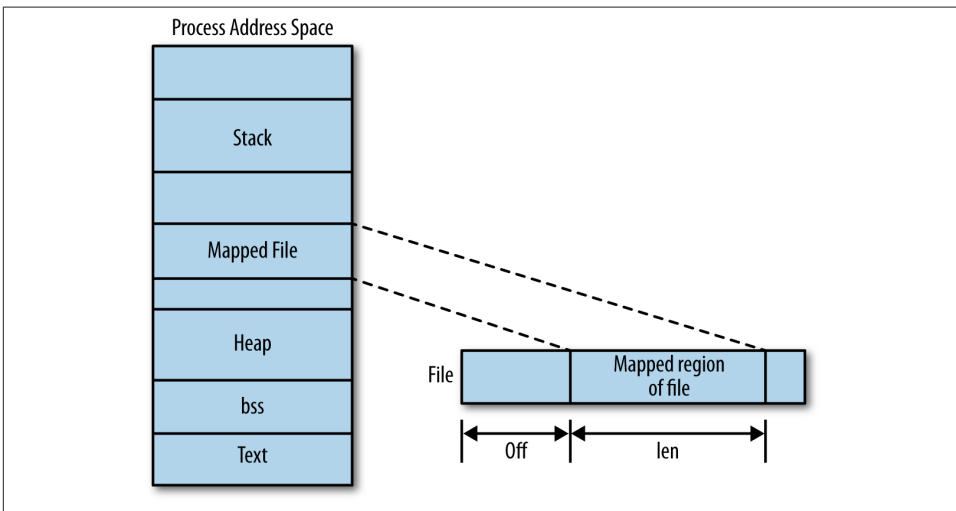 Process Address Space
Stack
Mapped File
Heap
bss
Text
File
Mapped region
of file
Off
len